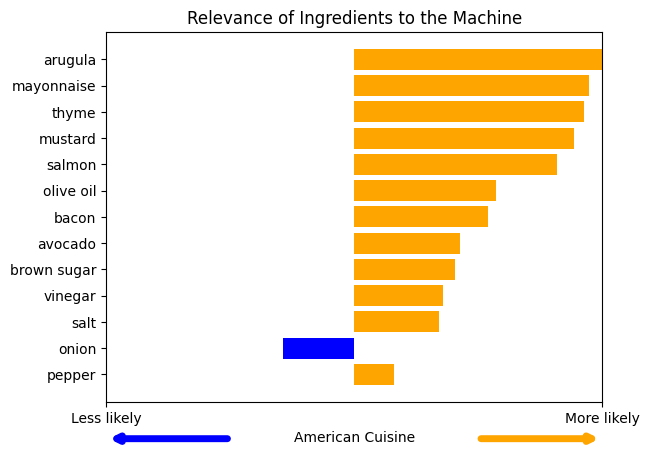 Relevance of Ingredients to the Machine
arugula
mayonnaise
thyme
mustard
salmon
olive oil
bacon
avocado
brown sugar
vinegar
salt
onion
pepper
Less likely
More likely
American Cuisine